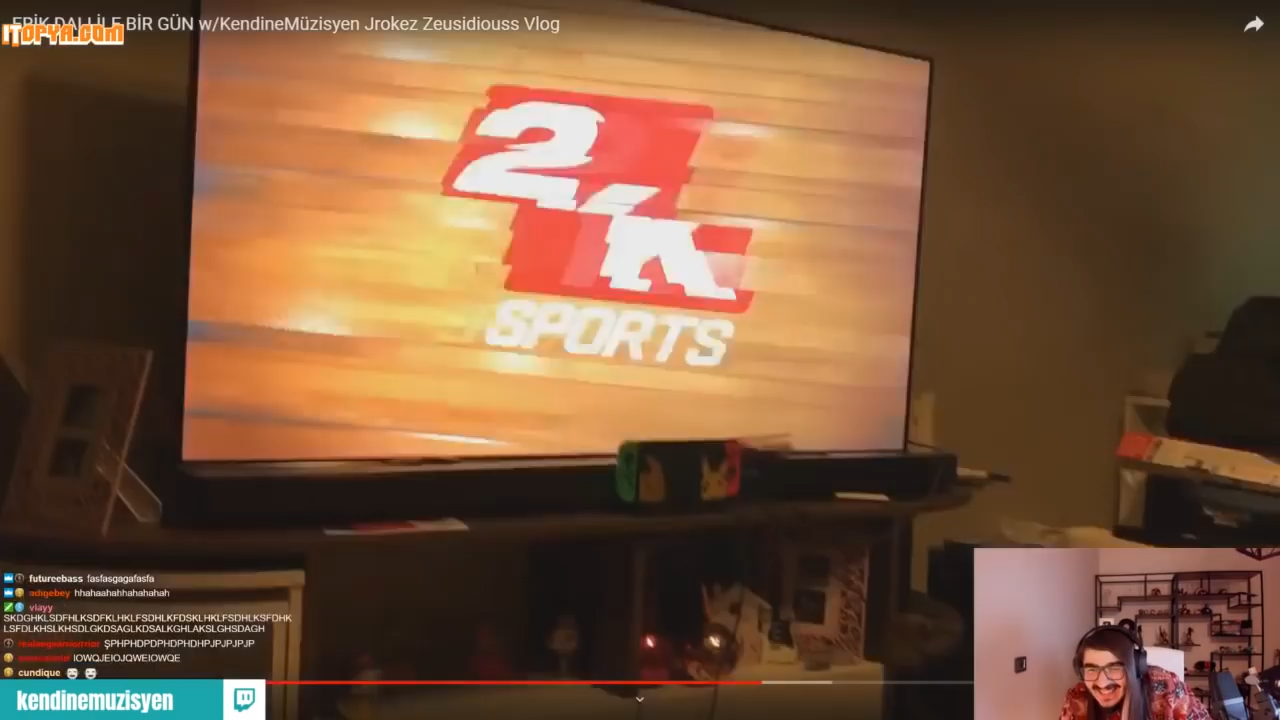 EPİK DALLİLE BİR GÜN w/KendineMüzisyen Jrokez Zeusidiouss Vlog
iTOPYA.COM
2K
SPORTS
futureebass fasfasgagafasfa
adigebey hhahaahahhahahahah
vlayy
SKDGHKLSDFHLKSDFKLHKLFSDHLKFDSKLHKLFSDHLKSFDHK
LSFDLKHSLKHSDLGKDSAGLKDSALKGHLAKSLGHSDAGH
ŞPHPHDPDPHDPHDHPJPJPJPJP
IOWQJEIOJQWEIOWQE
cundique
kendinemuzisyen